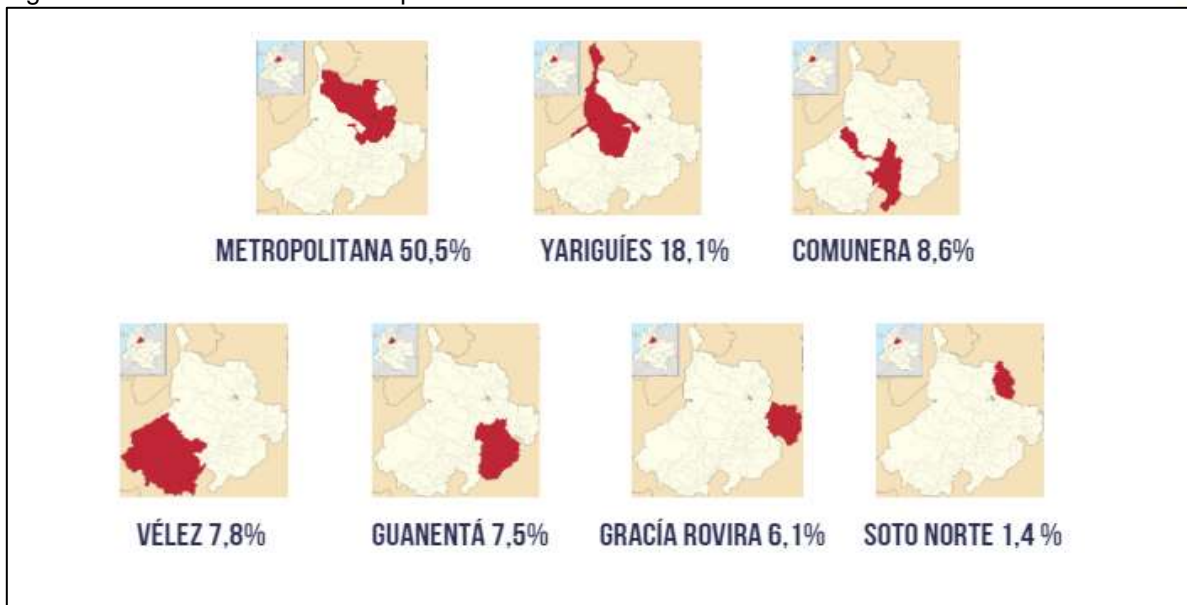 METROPOLITANA 50,5%
YARIGUÍES 18,1%
COMUNERA 8,6%
VÉLEZ 7,8%
GUANENTÁ 7,5%
GRACÍA ROVIRA 6,1%
SOTO NORTE 1,4 %